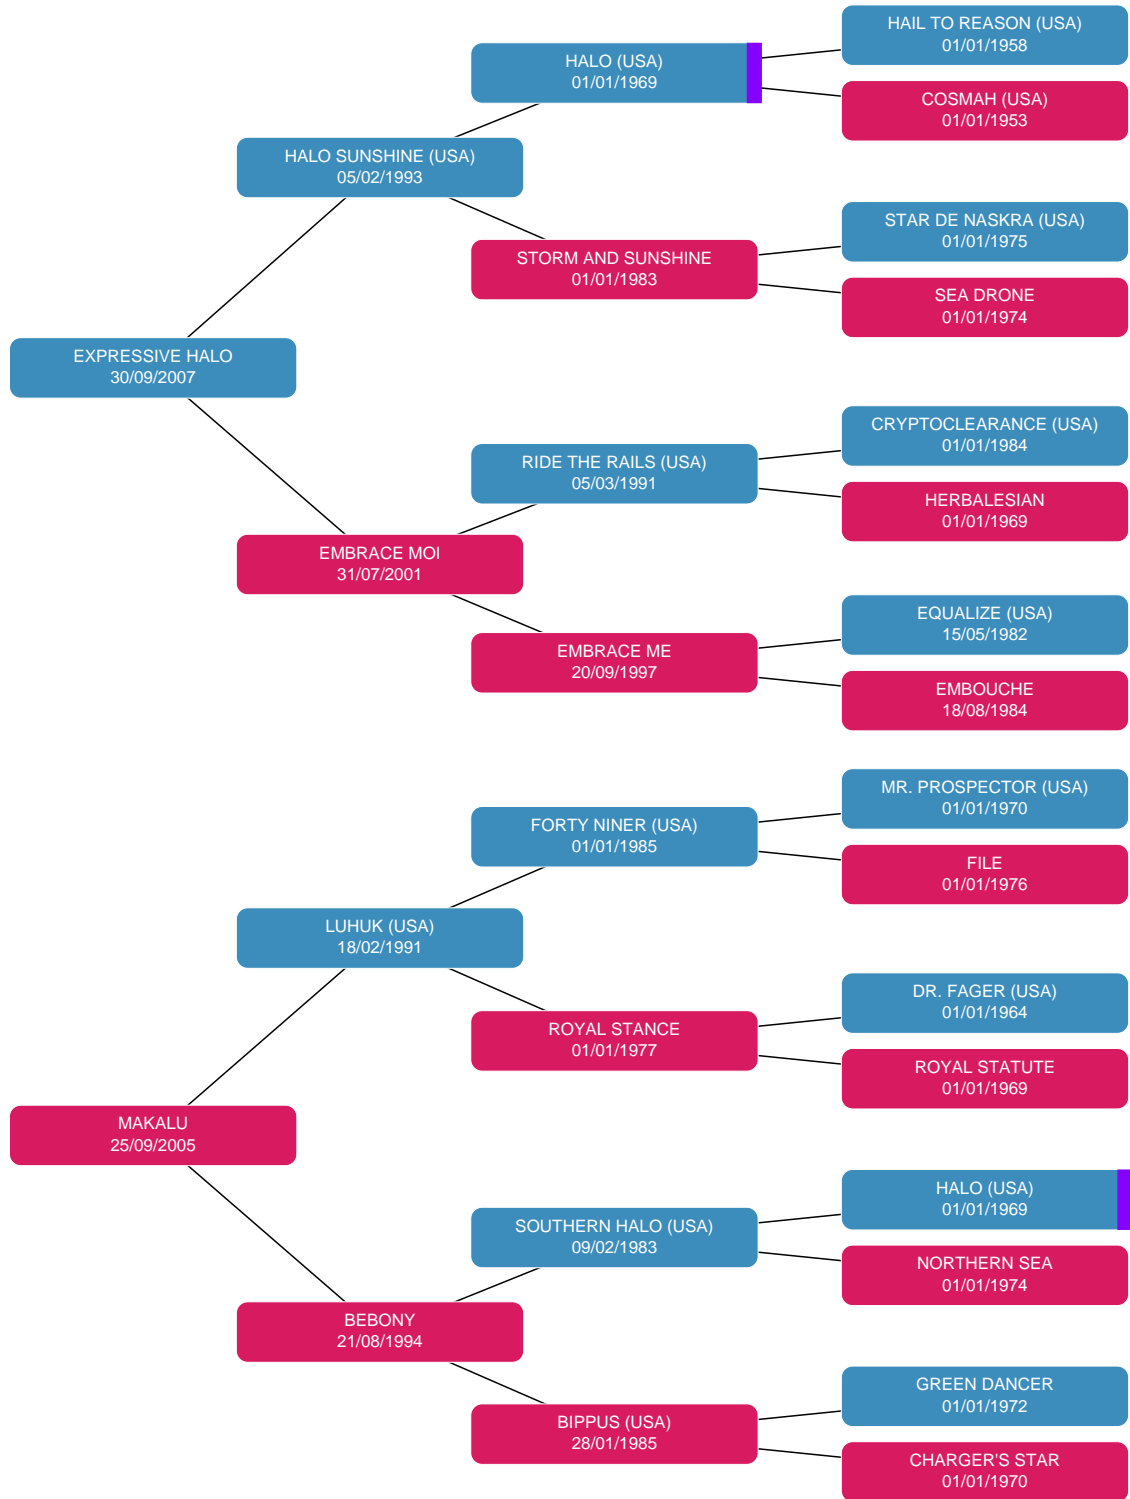 HAIL TO REASON (USA)
01/01/1958
HALO (USA)
01/01/1969
COSMAH (USA)
01/01/1953
HALO SUNSHINE (USA)
05/02/1993
STAR DE NASKRA (USA)
01/01/1975
STORM AND SUNSHINE
01/01/1983
SEA DRONE
01/01/1974
EXPRESSIVE HALO
30/09/2007
CRYPTOCLEARANCE (USA)
01/01/1984
RIDE THE RAILS (USA)
05/03/1991
HERBALESIAN
01/01/1969
EMBRACE MOI
31/07/2001
EQUALIZE (USA)
15/05/1982
EMBRACE ME
20/09/1997
EMBOUCHE
18/08/1984
MR. PROSPECTOR (USA)
01/01/1970
FORTY NINER (USA)
01/01/1985
FILE
01/01/1976
LUHUK (USA)
18/02/1991
DR. FAGER (USA)
01/01/1964
ROYAL STANCE
01/01/1977
ROYAL STATUTE
01/01/1969
MAKALU
25/09/2005
HALO (USA)
01/01/1969
SOUTHERN HALO (USA)
09/02/1983
NORTHERN SEA
01/01/1974
BEBONY
21/08/1994
GREEN DANCER
01/01/1972
BIPPUS (USA)
28/01/1985
CHARGER'S STAR
01/01/1970